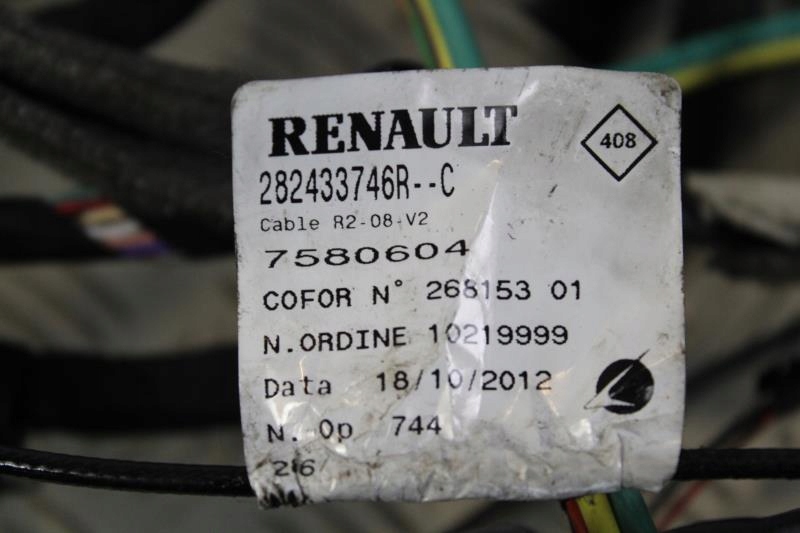 RENAULT
408
282433746R--C
Cable R2-08-V2
7580604
COFOR N° 268153 01
N.ORDINE 10219999
Data 18/10/2012
N. Op 744
26